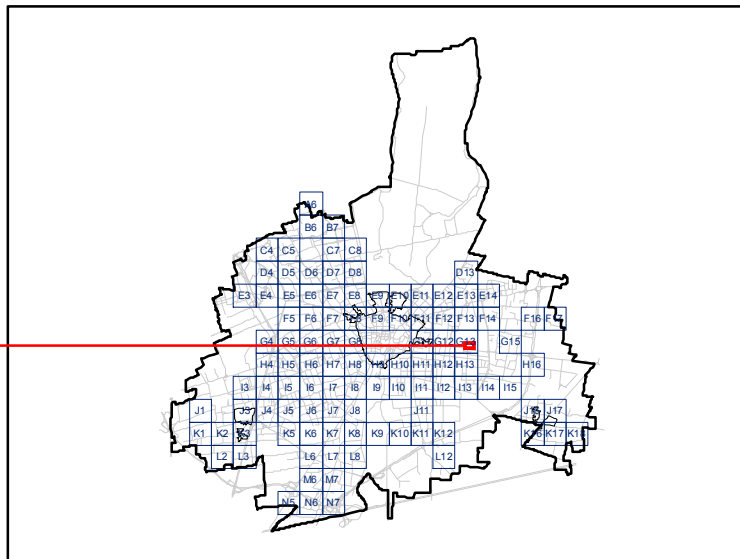 A6
B6 B7
C4 C5 C7 C8
D4 D5 D6 D7 D8 D13
E3 E4 E5 E6 E7 E8 E9 E10 E11 E12 E13 E14
F5 F6 F7 F9 F10 F11 F12 F13 F14 F16
G4 G5 G6 G7 G8 G12 G13 G15
H4 H5 H6 H7 H8 H9 H10 H11 H12 H13 H16
I3 I4 I5 I6 I7 I8 I9 I10 I11 I12 I13 I14 I15
J1 J3 J4 J5 J6 J7 J8 J11 J17
K1 K2 K5 K6 K7 K8 K9 K10 K11 K12 K16 K17 K18
L2 L3 L6 L7 L8 L12
M6 M7
N5 N6 N7